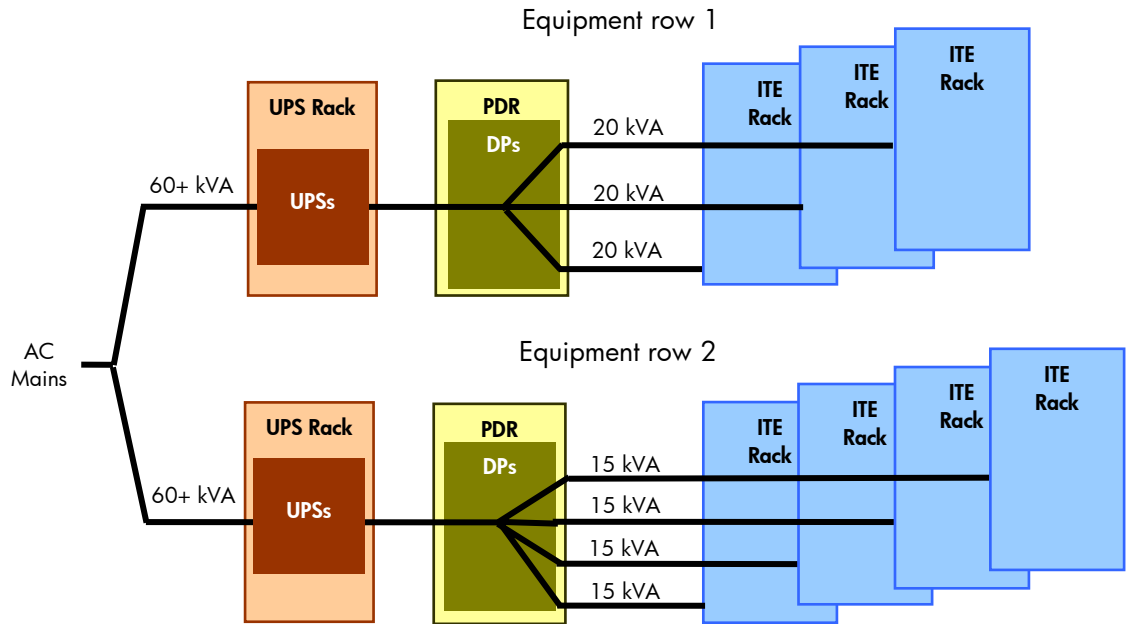 Equipment row 1
UPS Rack
PDR
ITE
Rack
ITE
Rack
ITE
Rack
DPs
20 kVA
60+ kVA
UPSs
20 kVA
20 kVA
AC
Mains
Equipment row 2
UPS Rack
PDR
ITE
Rack
ITE
Rack
ITE
Rack
ITE
Rack
DPs
15 kVA
60+ kVA
UPSs
15 kVA
15 kVA
15 kVA